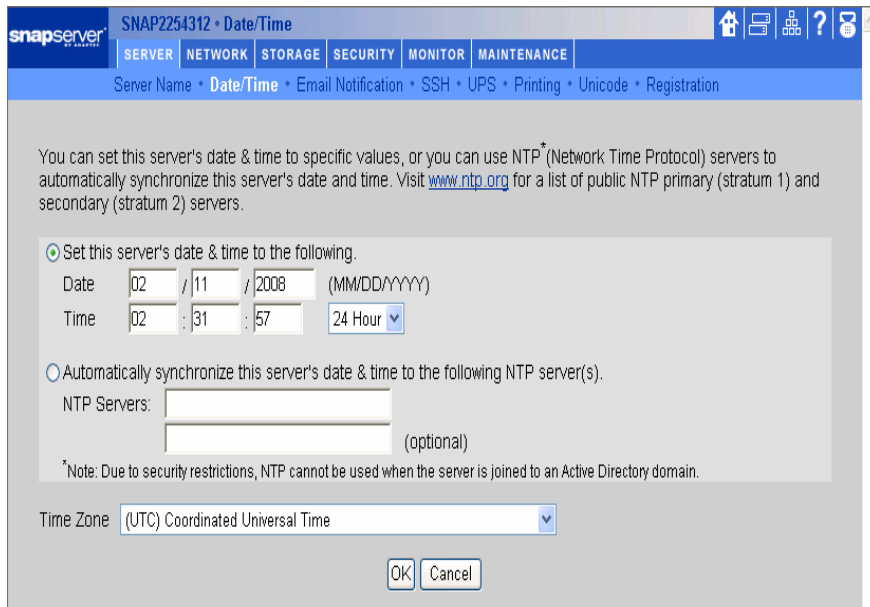 snapserver
BY ADAPTEC
SNAP2254312 • Date/Time
SERVER NETWORK STORAGE SECURITY MONITOR MAINTENANCE
Server Name • Date/Time • Email Notification • SSH • UPS • Printing • Unicode • Registration
You can set this server's date & time to specific values, or you can use NTP*(Network Time Protocol) servers to
automatically synchronize this server's date and time. Visit www.ntp.org for a list of public NTP primary (stratum 1) and
secondary (stratum 2) servers.
Set this server's date & time to the following.
Date 02 / 11 / 2008 (MM/DD/YYYY)
Time 02 : 31 : 57 24 Hour
Automatically synchronize this server's date & time to the following NTP server(s).
NTP Servers:
(optional)
*Note: Due to security restrictions, NTP cannot be used when the server is joined to an Active Directory domain.
Time Zone (UTC) Coordinated Universal Time
OK Cancel